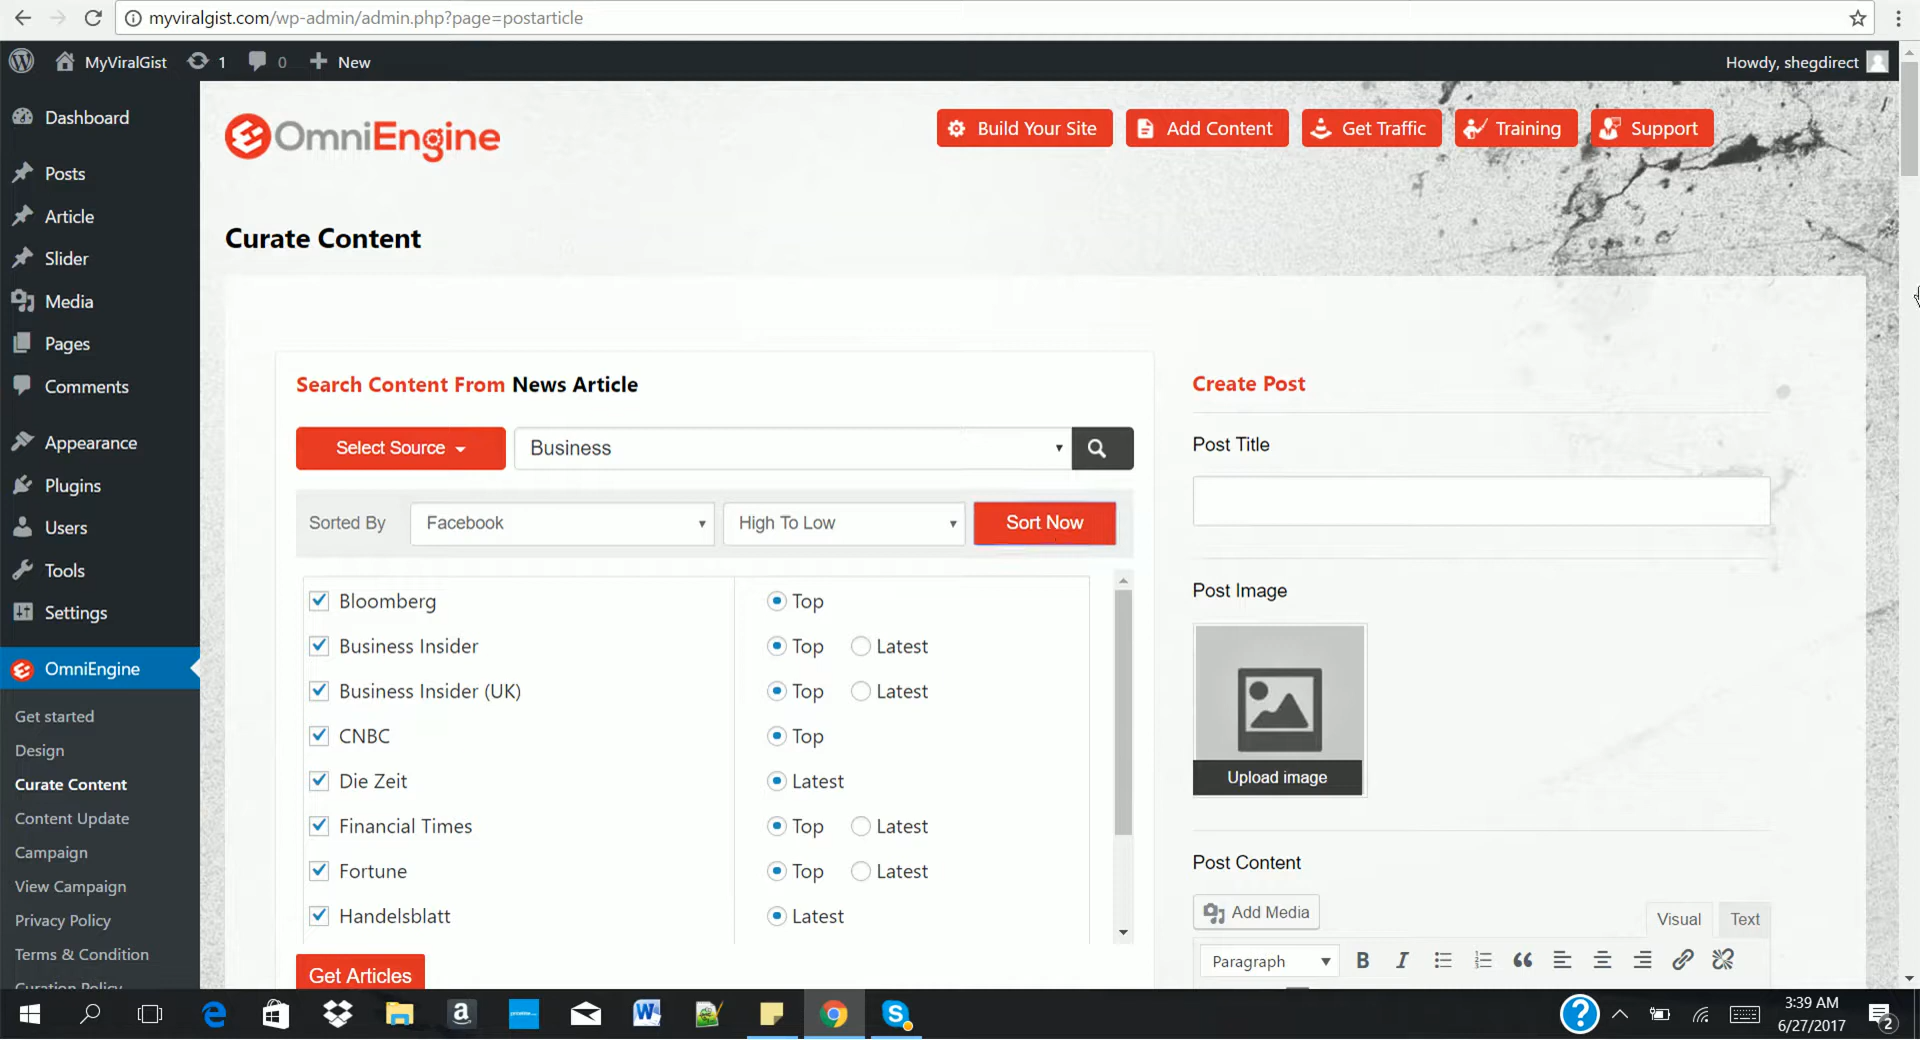 myviralgist.com/wp-admin/admin.php?page=postarticle
MyViralGist 1 0 New Howdy, shegdirect
Dashboard
Posts
Article
Slider
Media
Pages
Comments
Appearance
Plugins
Users
Tools
Settings
OmniEngine
Get started
Design
Curate Content
Content Update
Campaign
View Campaign
Privacy Policy
Terms & Condition
Curation Policy
OmniEngine
Build Your Site Add Content Get Traffic Training Support
Curate Content
Search Content From News Article
Select Source Business
Sorted By Facebook High To Low Sort Now
Bloomberg Top
Business Insider Top Latest
Business Insider (UK) Top Latest
CNBC Top
Die Zeit Latest
Financial Times Top Latest
Fortune Top Latest
Handelsblatt Latest
Get Articles
Create Post
Post Title
Post Image
Upload image
Post Content
Add Media Visual Text
Paragraph B I
3:39 AM
6/27/2017
2